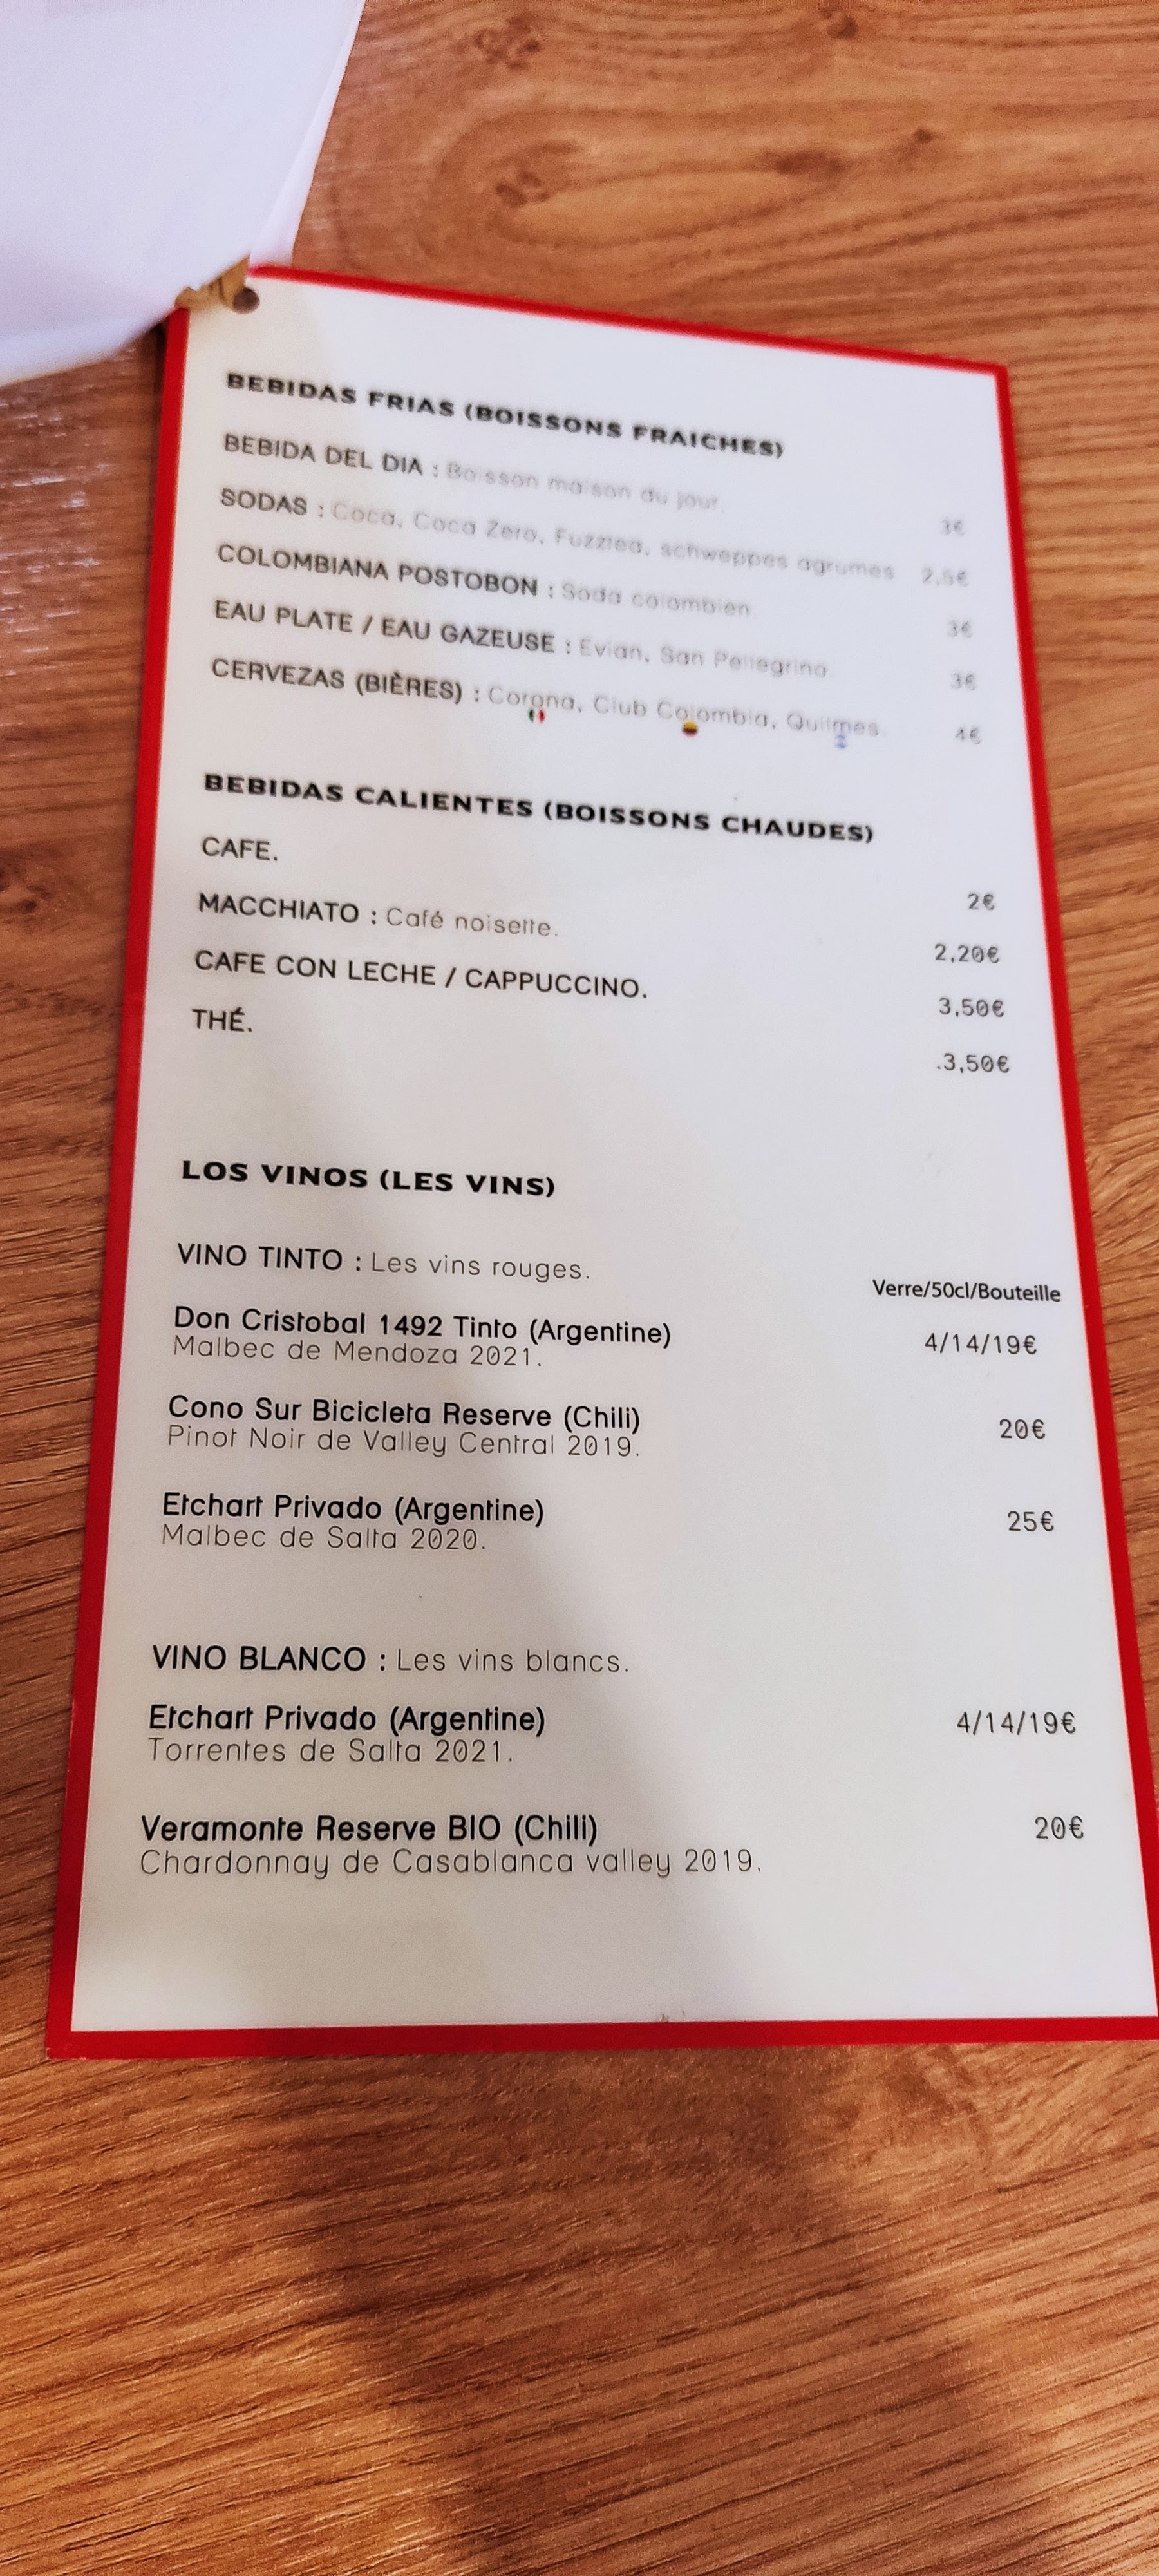 BEBIDAS FRIAS (BOISSONS FRAICHES)
BEBIDA DEL DIA : Boisson maison du jour. 3€
SODAS : Coca, Coca Zero, Fuzztea, schweppes agrumes 2,5€
COLOMBIANA POSTOBON : Soda colombien. 3€
EAU PLATE / EAU GAZEUSE : Evian, San Pellegrino. 3€
CERVEZAS (BIÈRES) : Corona, Club Colombia, Quilmes. 4€
BEBIDAS CALIENTES (BOISSONS CHAUDES)
CAFE. 2€
MACCHIATO : Café noisette. 2,20€
CAFE CON LECHE / CAPPUCCINO. 3,50€
THÉ. .3,50€
LOS VINOS (LES VINS)
VINO TINTO : Les vins rouges. Verre/50cl/Bouteille
Don Cristobal 1492 Tinto (Argentine) 4/14/19€
Malbec de Mendoza 2021.
Cono Sur Bicicleta Reserve (Chili) 20€
Pinot Noir de Valley Central 2019.
Etchart Privado (Argentine) 25€
Malbec de Salta 2020.
VINO BLANCO : Les vins blancs.
Etchart Privado (Argentine) 4/14/19€
Torrentes de Salta 2021.
Veramonte Reserve BIO (Chili) 20€
Chardonnay de Casablanca valley 2019.